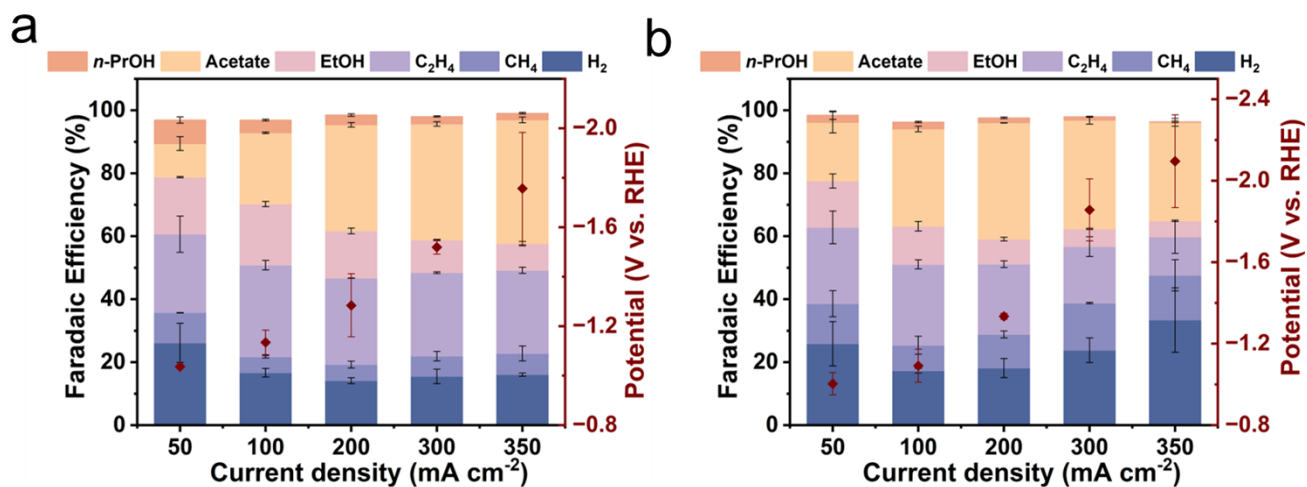 a
n-PrOH Acetate EtOH C₂H₄ CH₄ H₂
Faradaic Efficiency (%)
100
80
60
40
20
0
50 100 200 300 350
Current density (mA cm⁻²)
−2.0
−1.6
−1.2
−0.8
Potential (V vs. RHE)
b
n-PrOH Acetate EtOH C₂H₄ CH₄ H₂
Faradaic Efficiency (%)
100
80
60
40
20
0
50 100 200 300 350
Current density (mA cm⁻²)
−2.4
−2.0
−1.6
−1.2
−0.8
Potential (V vs. RHE)